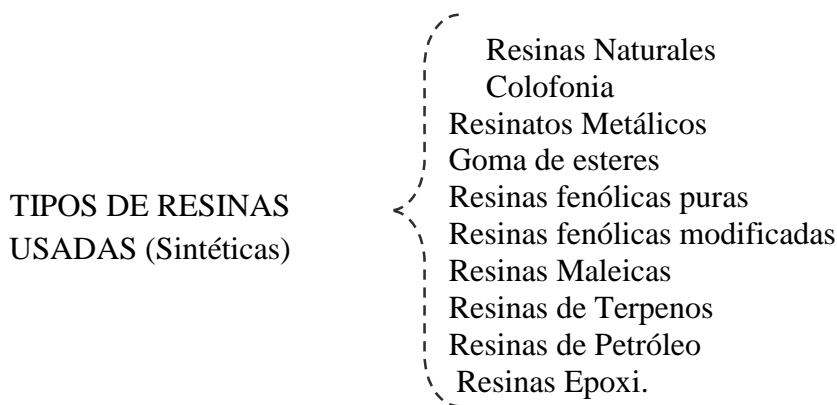 TIPOS DE RESINAS
USADAS (Sintéticas)
Resinas Naturales
Colofonia
Resinatos Metálicos
Goma de esteres
Resinas fenólicas puras
Resinas fenólicas modificadas
Resinas Maleicas
Resinas de Terpenos
Resinas de Petróleo
Resinas Epoxi.